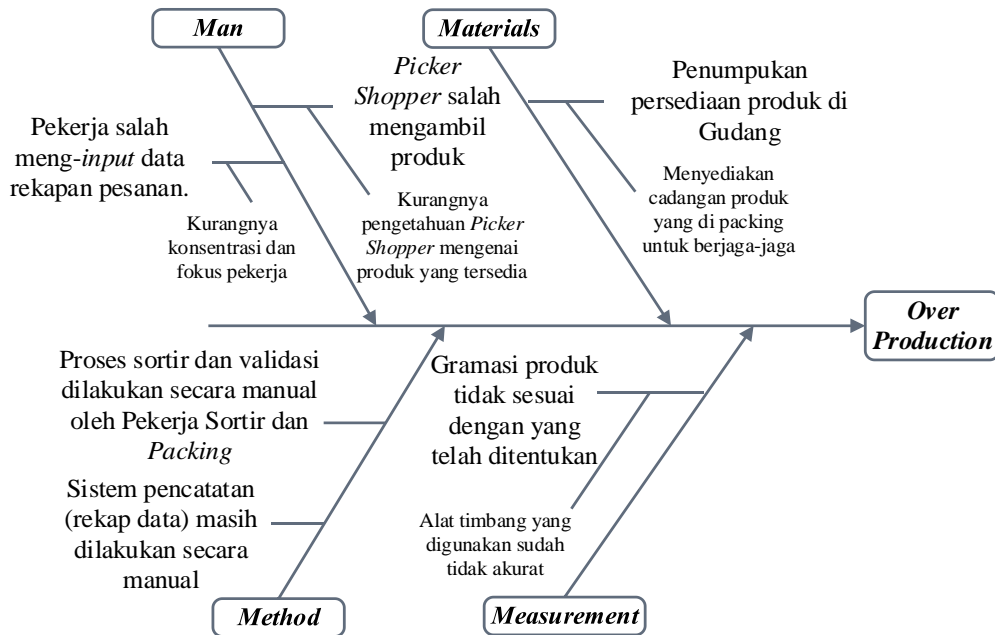 Man
Materials
Picker
Shopper salah
mengambil
produk
Pekerja salah
meng-input data
rekapan pesanan.
Kurangnya
konsentrasi dan
fokus pekerja
Kurangnya
pengetahuan Picker
Shopper mengenai
produk yang tersedia
Penumpukan
persediaan produk di
Gudang
Menyediakan
cadangan produk
yang di packing
untuk berjaga-jaga
Over
Production
Proses sortir dan validasi
dilakukan secara manual
oleh Pekerja Sortir dan
Packing
Sistem pencatatan
(rekap data) masih
dilakukan secara
manual
Gramasi produk
tidak sesuai
dengan yang
telah ditentukan
Alat timbang yang
digunakan sudah
tidak akurat
Method
Measurement